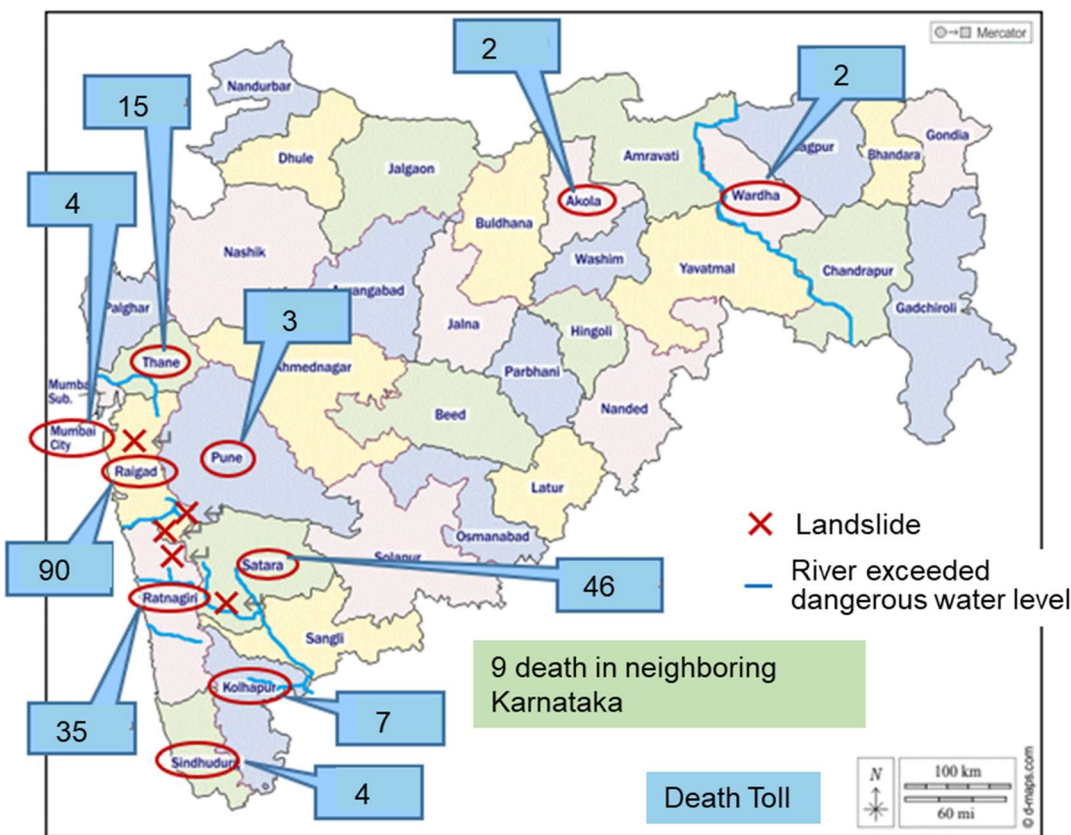 Mercator
2
2
15
4
Nandurbar
Dhule
Jalgaon
Amravati
agpur
Bhandara
Gondia
Akola
Wardha
Buldhana
Nashik
Washim
Yavatmal
Chandrapur
Gadchiroli
Palghar
angabad
3
Jalna
Hingoli
Parbhani
Thane
Ahmednagar
Mumba
Sub.
Beed
Nanded
Mumbai
City
Raigad
Pune
Latur
Osmanabad
Solapur
Landslide
90
Satara
46
River exceeded
dangerous water level
Ratnagiri
Sangli
9 death in neighboring
Karnataka
Kolhapur
7
35
Sindhudurg
4
Death Toll
N
100 km
60 mi
© d-maps.com